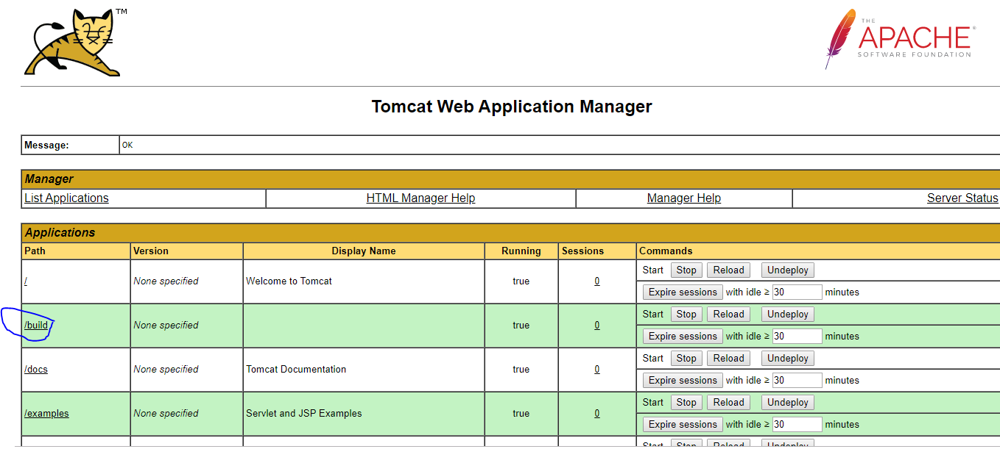 TM
THE
APACHE®
SOFTWARE FOUNDATION
Tomcat Web Application Manager
Message: OK
Manager
List Applications HTML Manager Help Manager Help Server Status
Applications
Path Version Display Name Running Sessions Commands
/ None specified Welcome to Tomcat true 0 Start Stop Reload Undeploy
Expire sessions with idle ≥ 30 minutes
/build None specified true 0 Start Stop Reload Undeploy
Expire sessions with idle ≥ 30 minutes
/docs None specified Tomcat Documentation true 0 Start Stop Reload Undeploy
Expire sessions with idle ≥ 30 minutes
/examples None specified Servlet and JSP Examples true 0 Start Stop Reload Undeploy
Expire sessions with idle ≥ 30 minutes
Start Stop Reload Undeploy